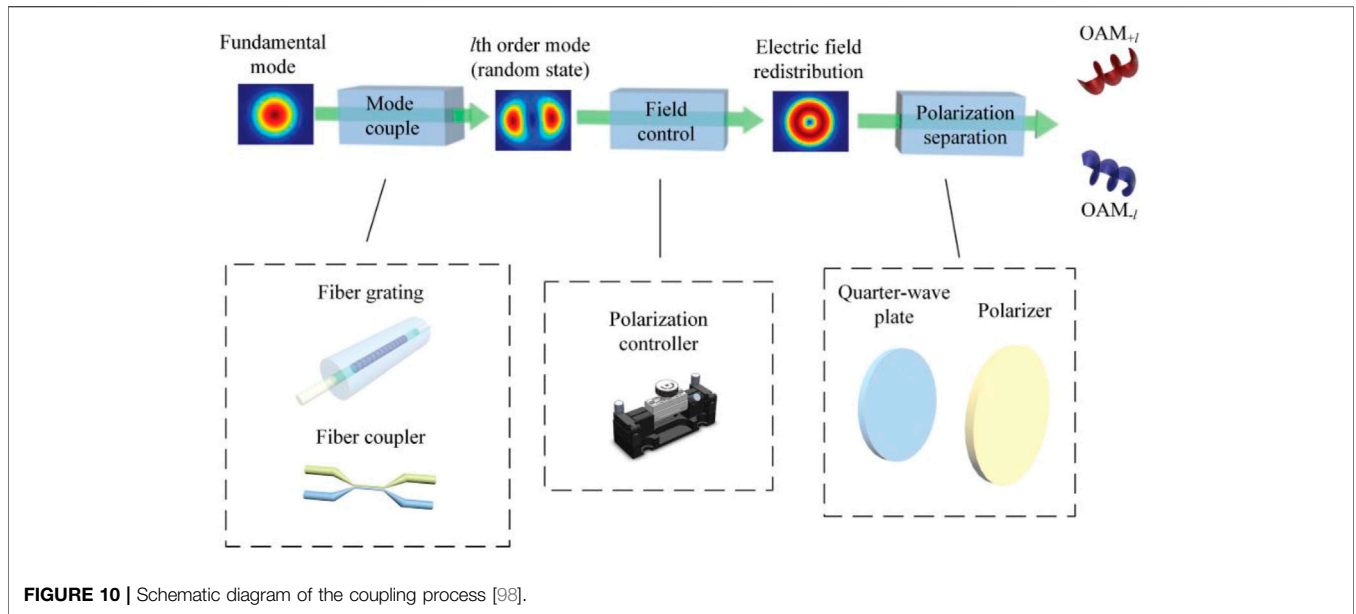 Fundamental
mode
Mode
couple
lth order mode
(random state)
Field
control
Electric field
redistribution
Polarization
separation
OAM+l
OAM-l
Fiber grating
Fiber coupler
Polarization
controller
Quarter-wave
plate
Polarizer
FIGURE 10 | Schematic diagram of the coupling process [98].